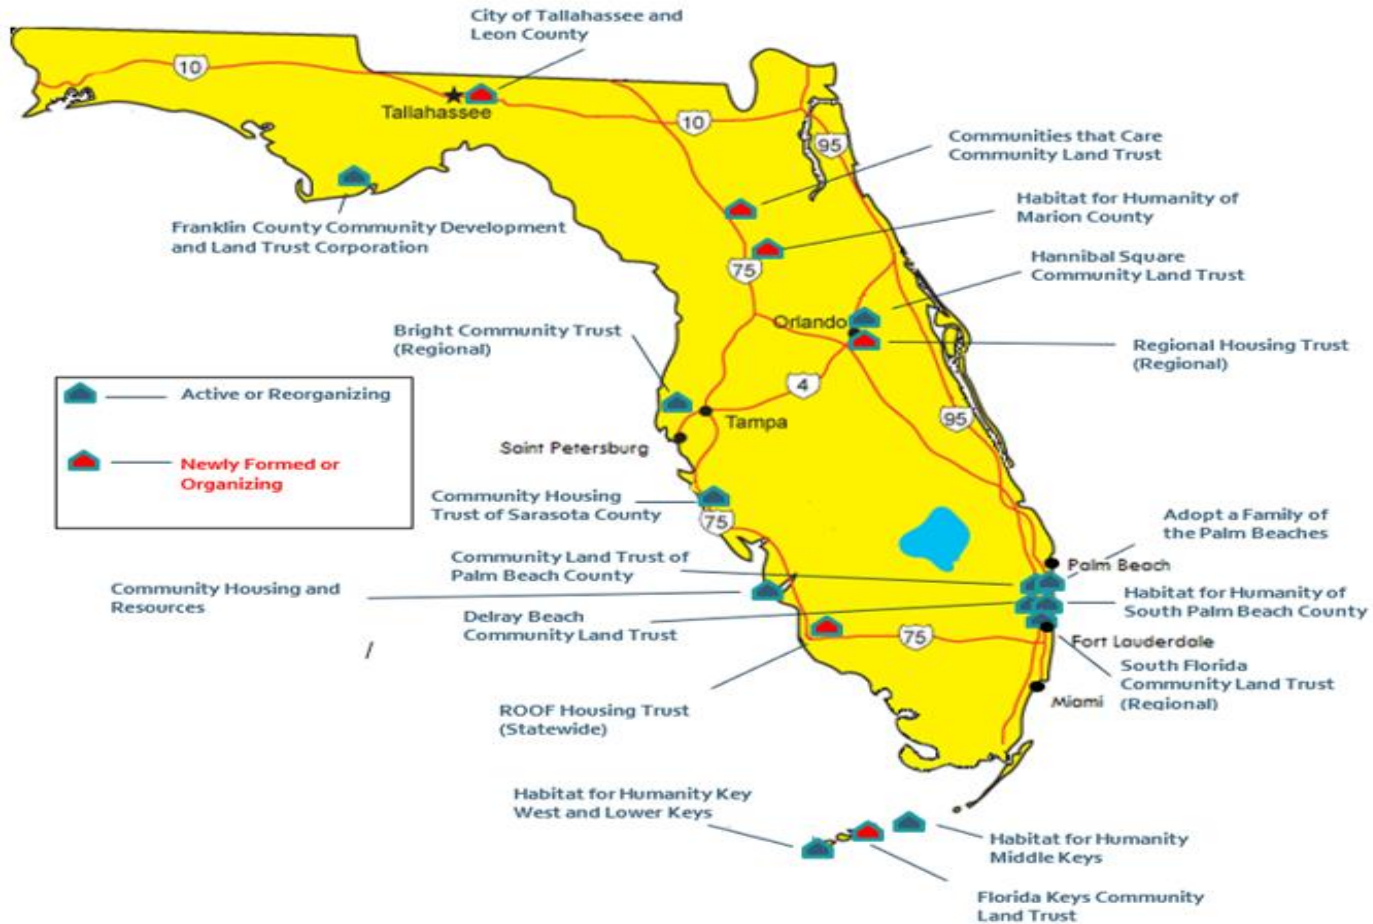 City of Tallahassee and
Leon County
10
Tallahassee
10
95
Communities that Care
Community Land Trust
Habitat for Humanity of
Marion County
Franklin County Community Development
and Land Trust Corporation
75
Hannibal Square
Community Land Trust
Orlando
Bright Community Trust
(Regional)
Regional Housing Trust
(Regional)
Active or Reorganizing
4
95
Tampa
Saint Petersburg
Newly Formed or
Organizing
Community Housing
Trust of Sarasota County
75
Adopt a Family of
the Palm Beaches
Community Land Trust of
Palm Beach County
Palm Beach
Community Housing and
Resources
Habitat for Humanity of
South Palm Beach County
Delray Beach
Community Land Trust
75
Fort Lauderdale
/
South Florida
Community Land Trust
(Regional)
Miami
ROOF Housing Trust
(Statewide)
Habitat for Humanity Key
West and Lower Keys
Habitat for Humanity
Middle Keys
Florida Keys Community
Land Trust